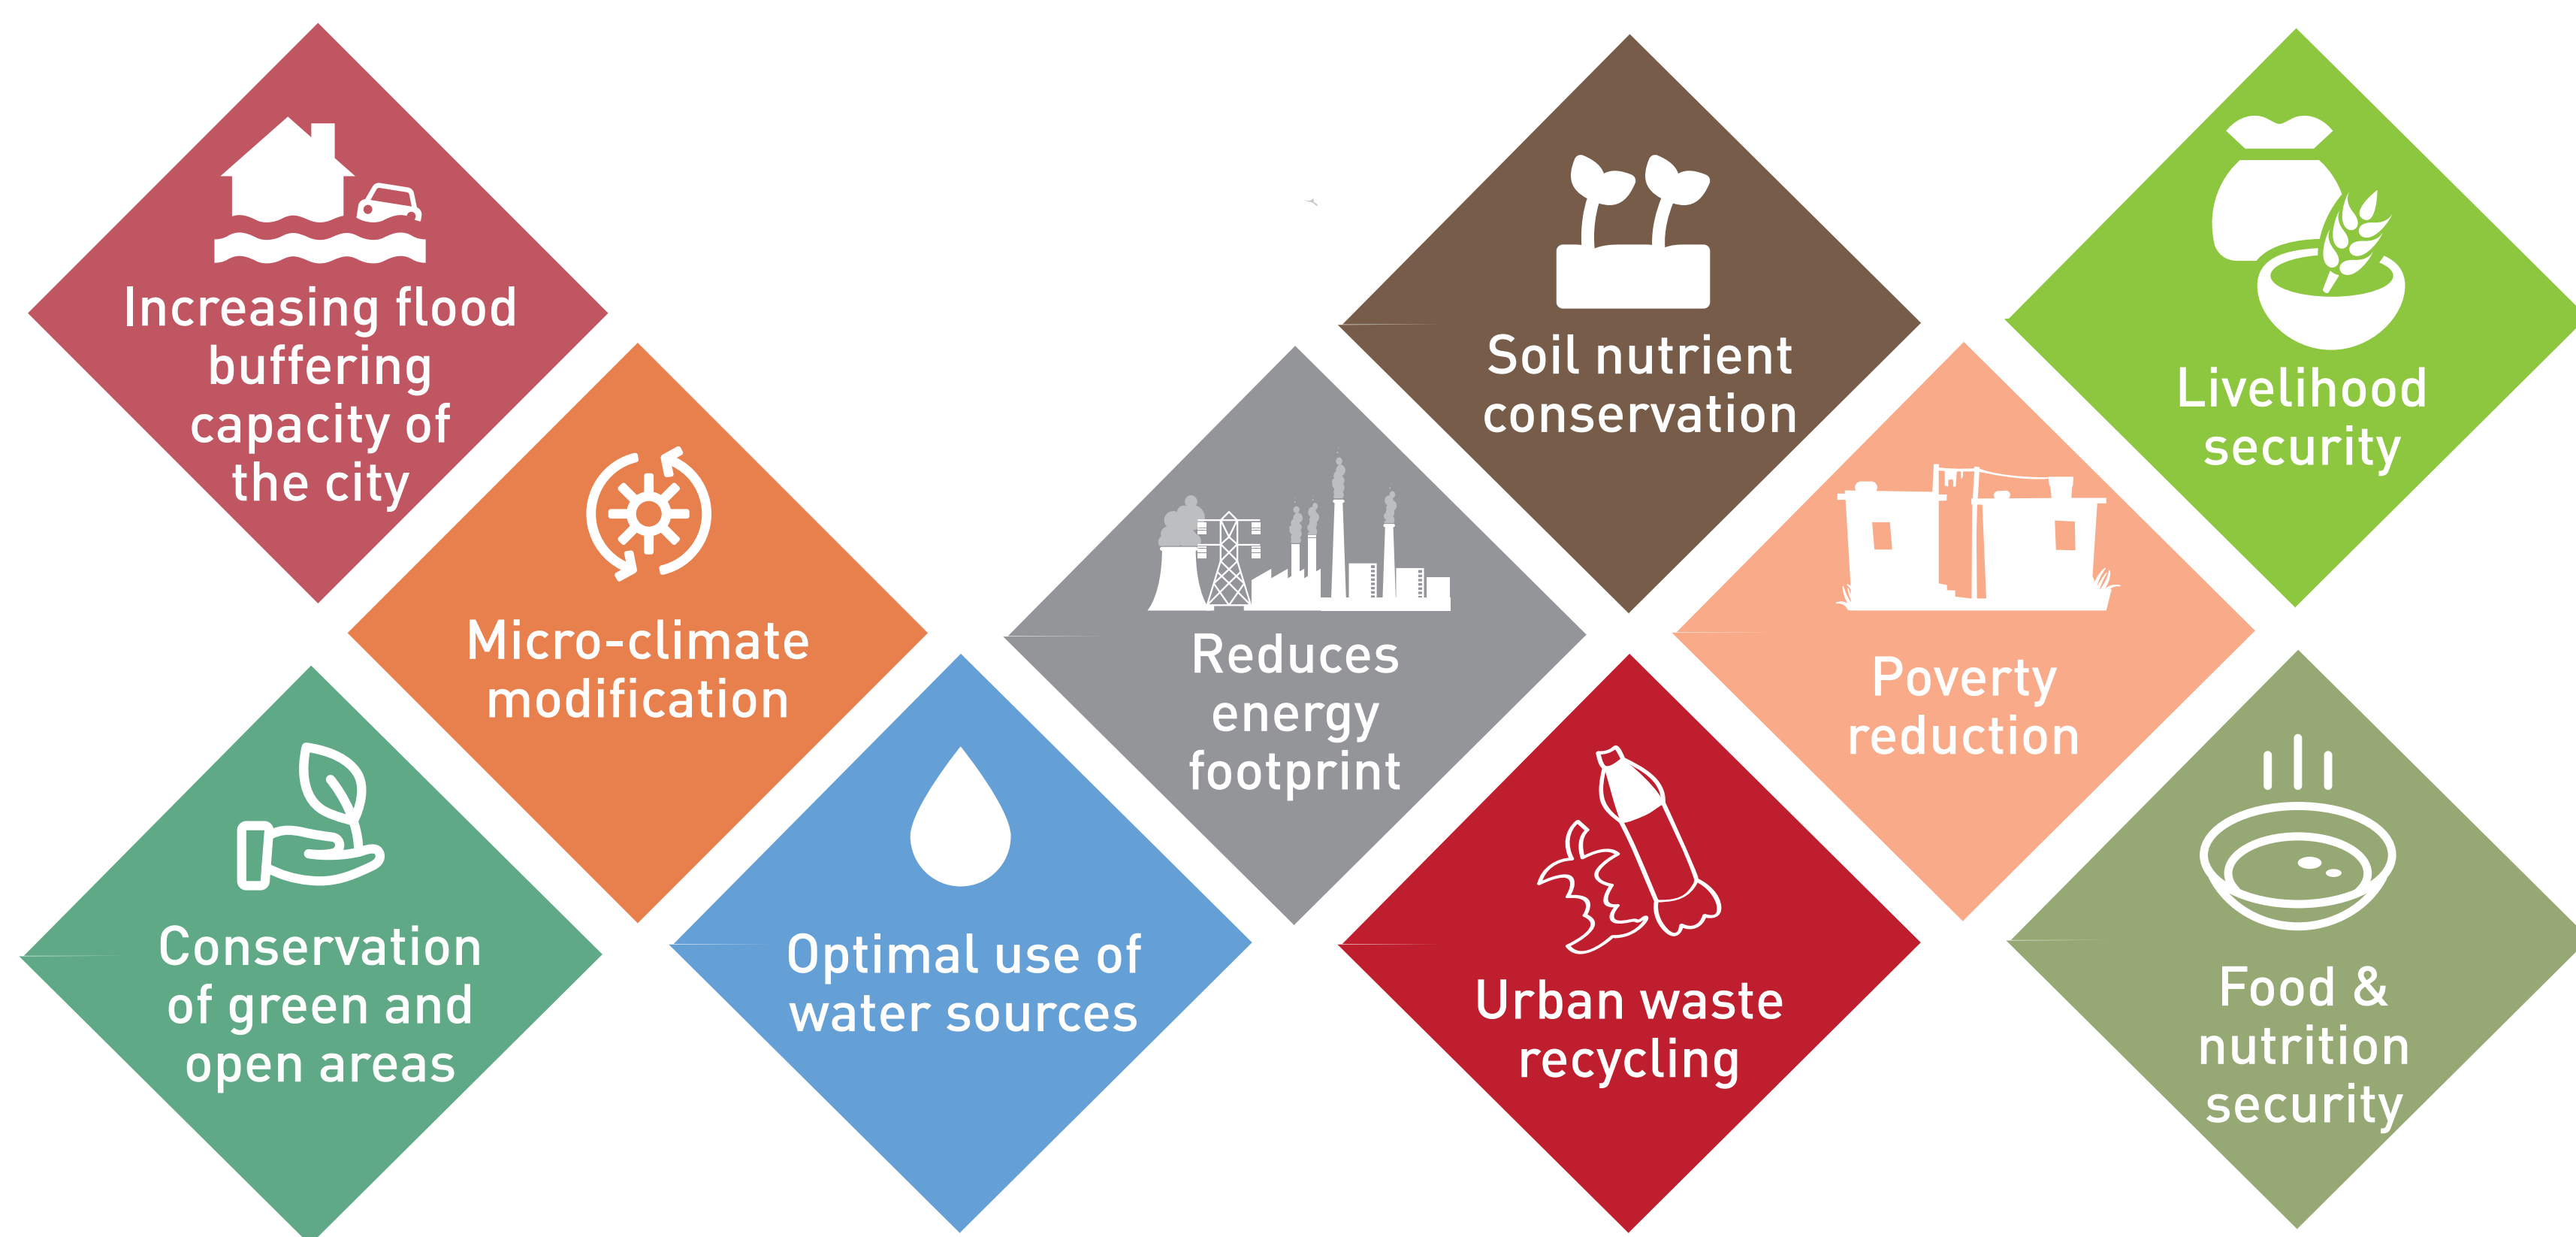 Increasing flood
buffering
capacity of
the city
Micro-climate
modification
Conservation
of green and
open areas
Optimal use of
water sources
Reduces
energy
footprint
Soil nutrient
conservation
Urban waste
recycling
Poverty
reduction
Livelihood
security
Food &
nutrition
security